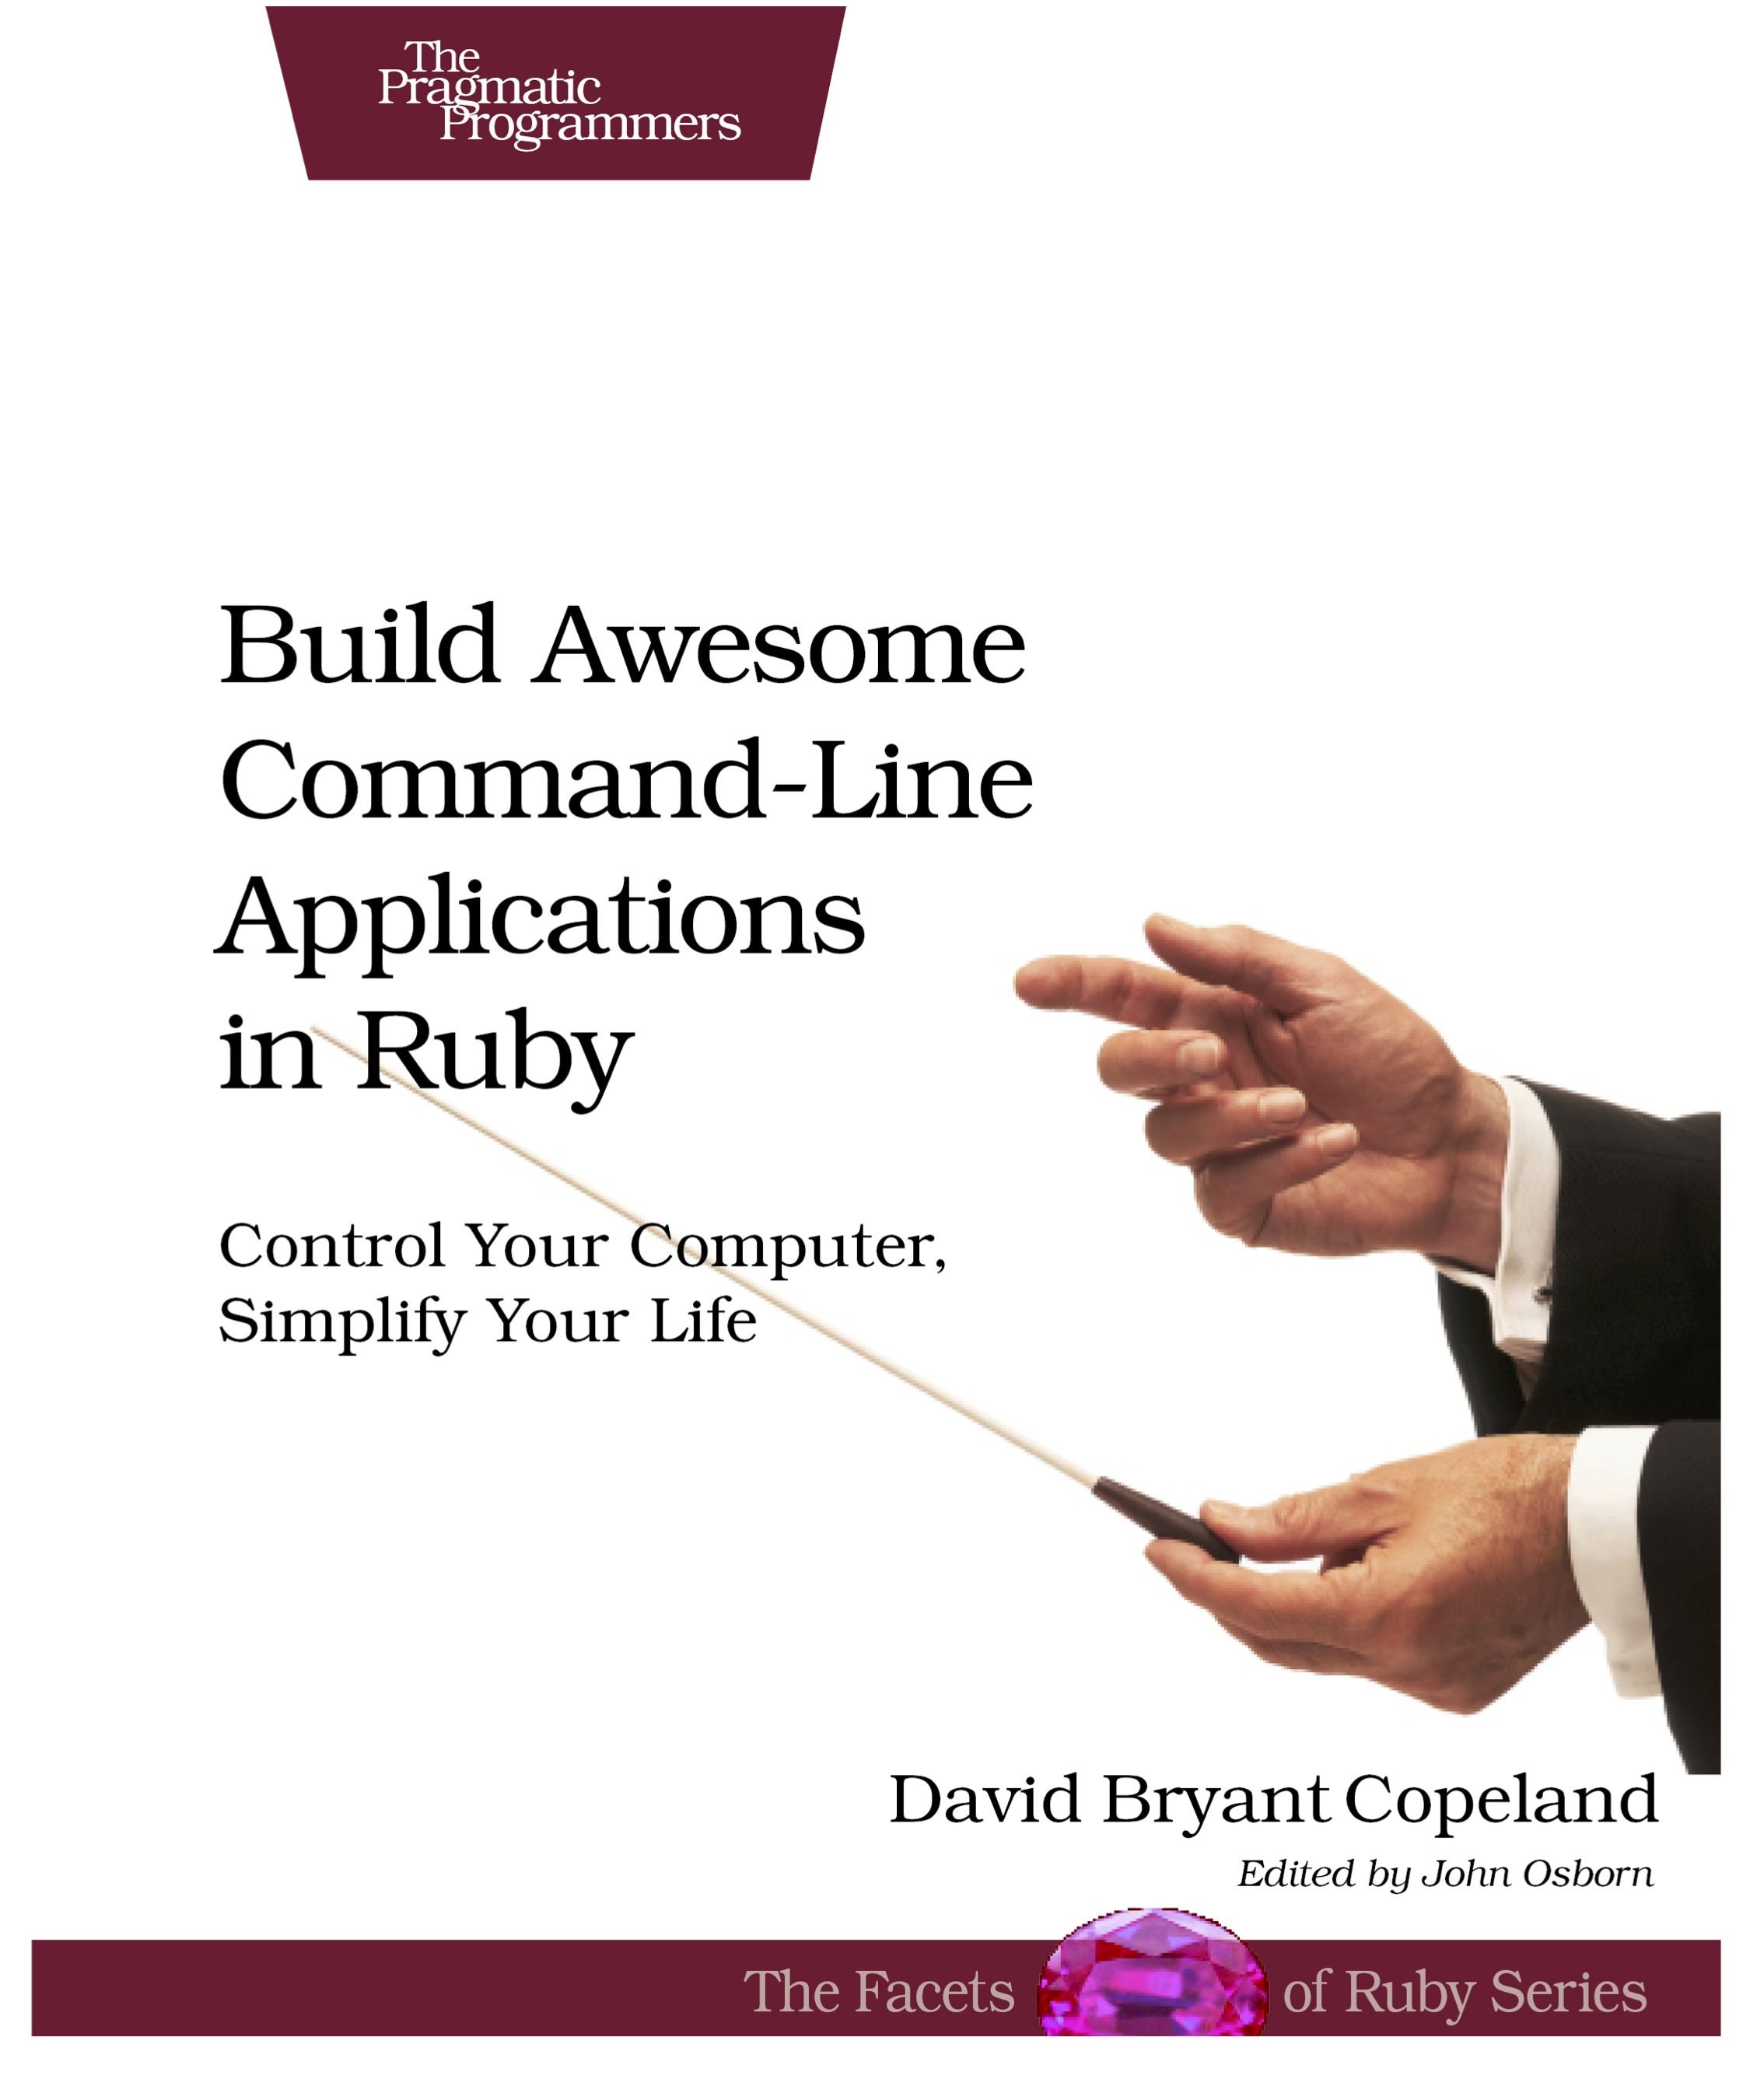 The
Pragmatic
Programmers
Build Awesome
Command-Line
Applications
in Ruby
Control Your Computer,
Simplify Your Life
David Bryant Copeland
Edited by John Osborn
The Facets of Ruby Series